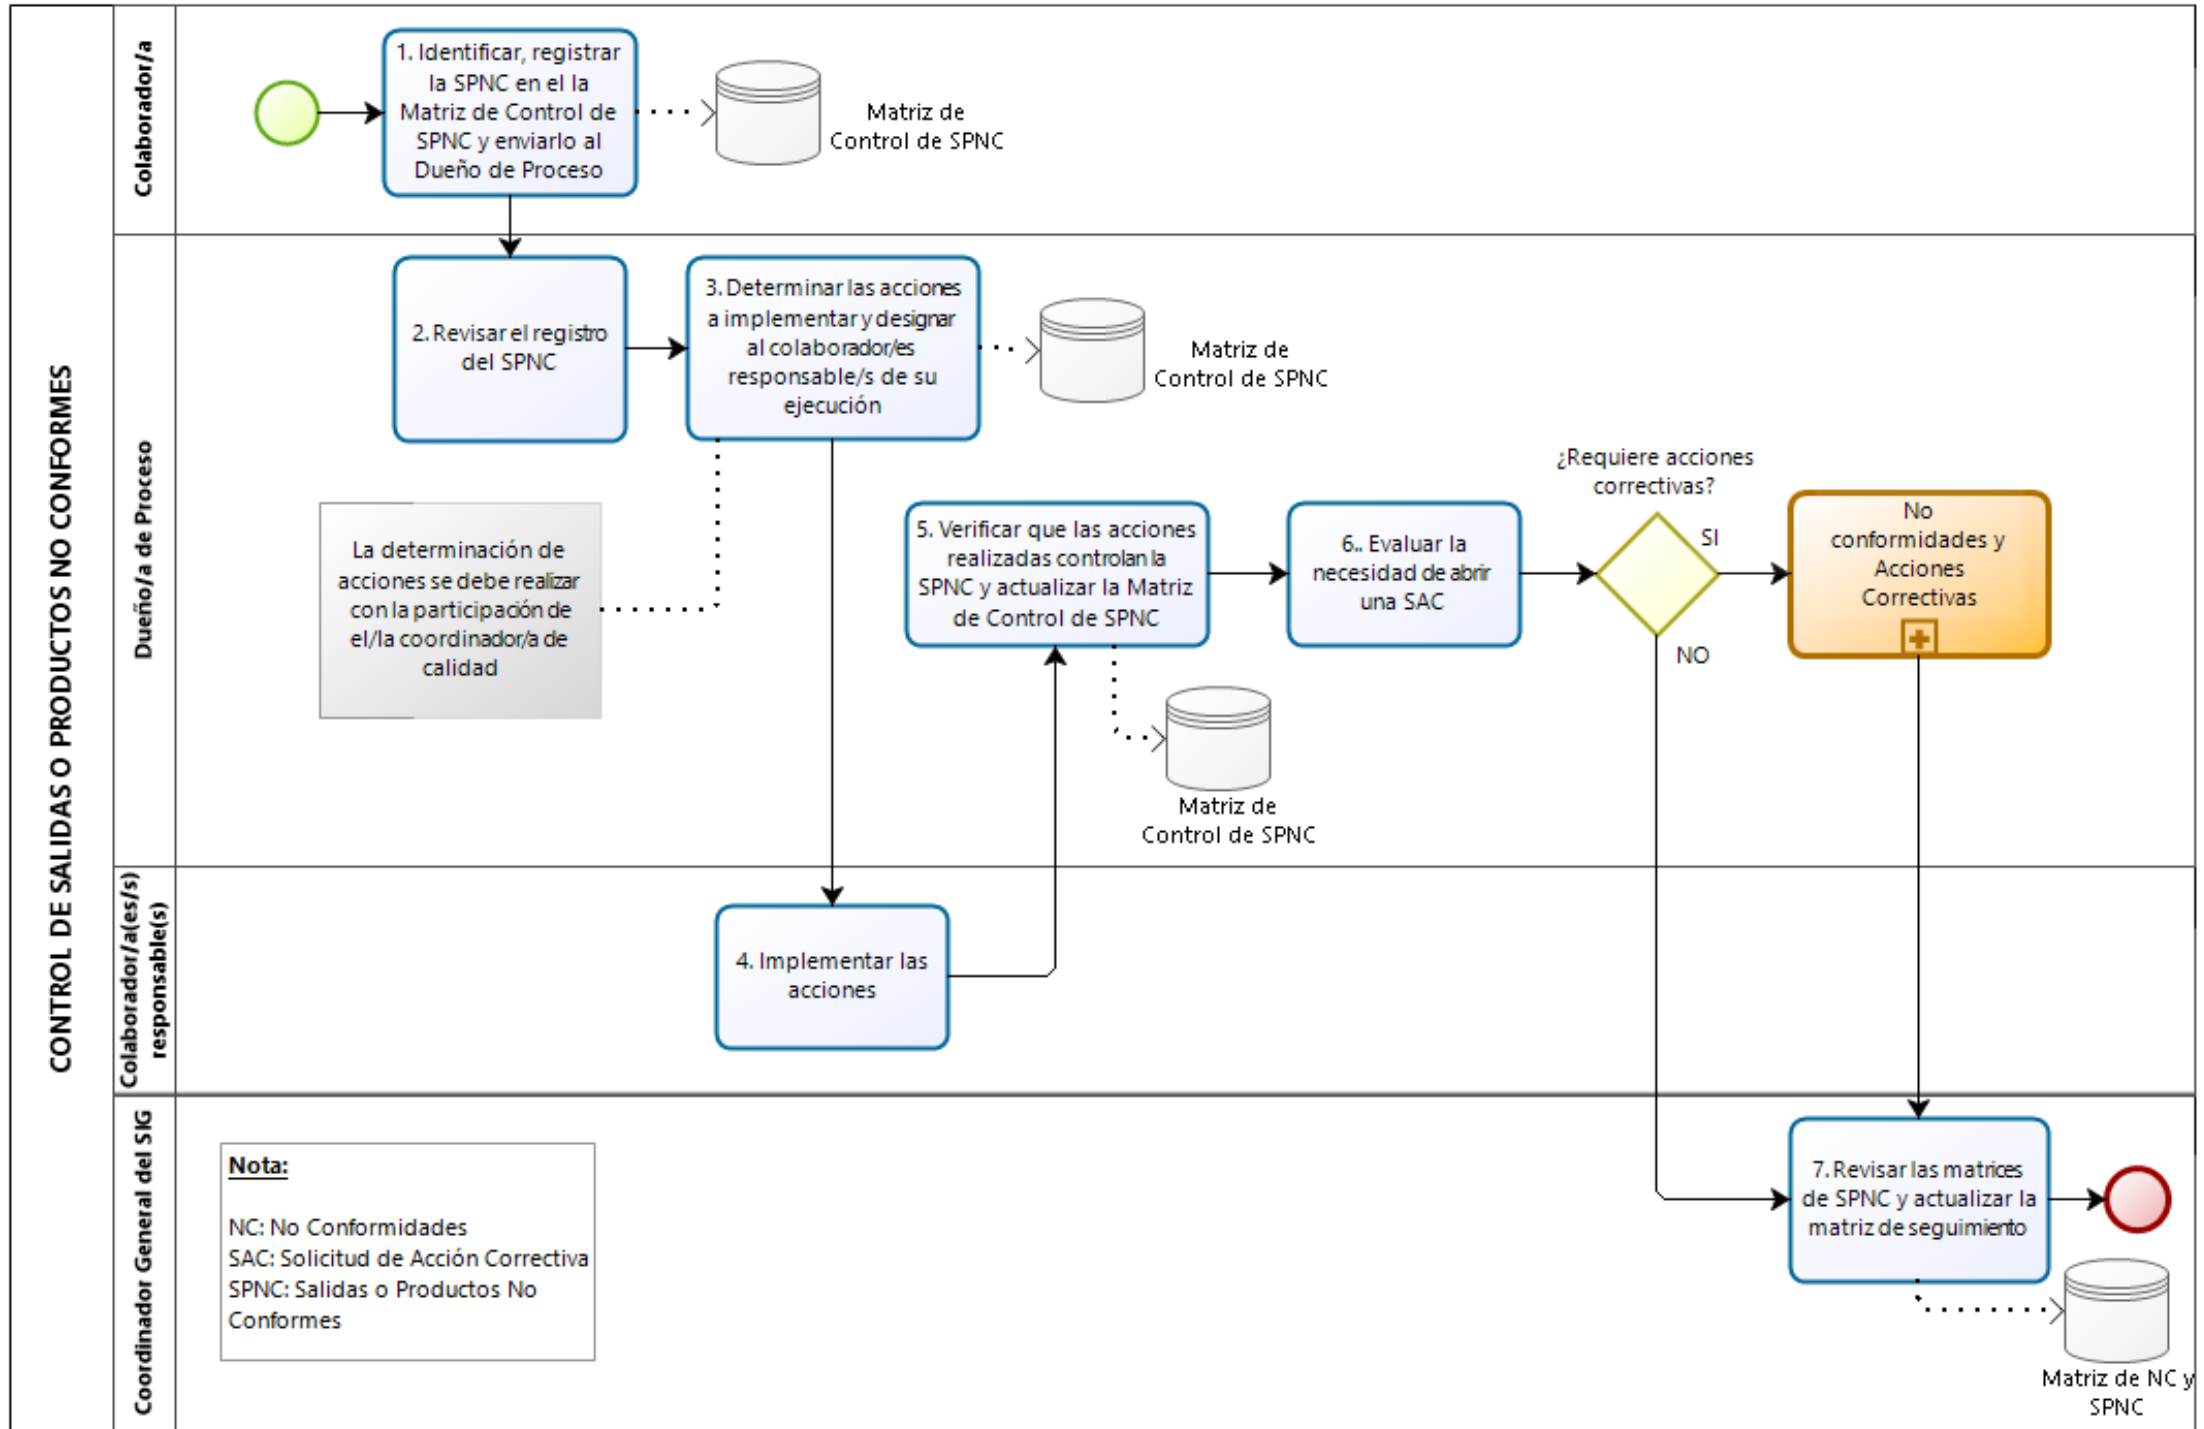 CONTROL DE SALIDAS O PRODUCTOS NO CONFORMES
Colaborador/a
1. Identificar, registrar
la SPNC en el la
Matriz de Control de
SPNC y enviarlo al
Dueño de Proceso
Matriz de
Control de SPNC
Dueño/a de Proceso
2. Revisar el registro
del SPNC
3. Determinar las acciones
a implementar y designar
al colaborador/es
responsable/s de su
ejecución
Matriz de
Control de SPNC
La determinación de
acciones se debe realizar
con la participación de
el/la coordinador/a de
calidad
5. Verificar que las acciones
realizadas controlan la
SPNC y actualizar la Matriz
de Control de SPNC
Matriz de
Control de SPNC
6.. Evaluar la
necesidad de abrir
una SAC
¿Requiere acciones
correctivas?
SI
NO
No
conformidades y
Acciones
Correctivas
Colaborador/a(es/s)
responsable(s)
4. Implementar las
acciones
Coordinador General del SIG
Nota:
NC: No Conformidades
SAC: Solicitud de Acción Correctiva
SPNC: Salidas o Productos No
Conformes
7. Revisar las matrices
de SPNC y actualizar la
matriz de seguimiento
Matriz de NC y
SPNC